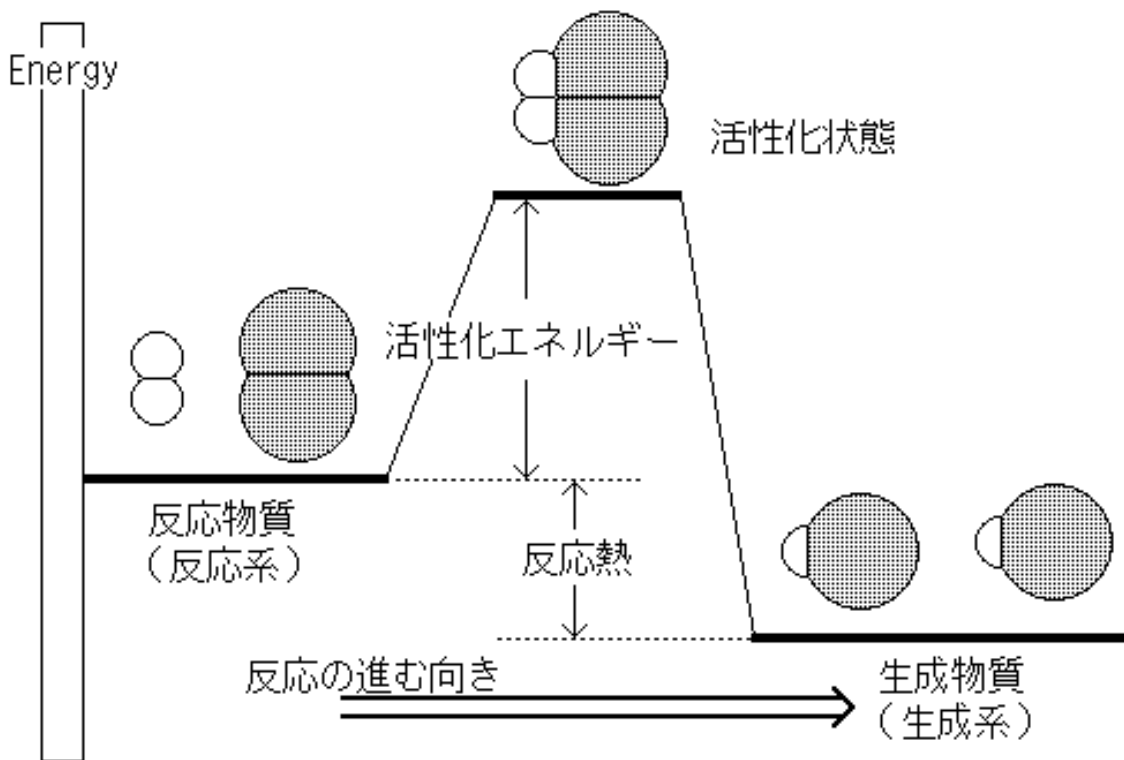 Energy
活性化状態
活性化エネルギー
反応物質
（反応系）
反応熱
反応の進む向き
生成物質
（生成系）